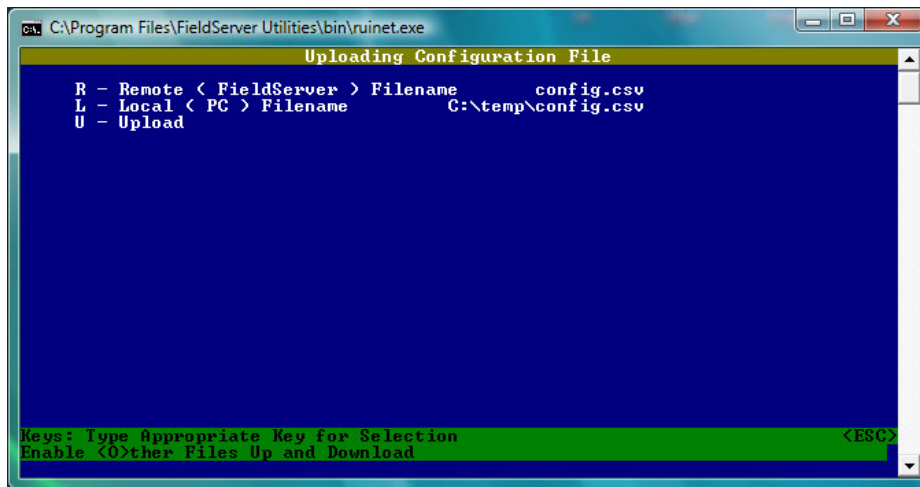 C:\Program Files\FieldServer Utilities\bin\ruinet.exe
Uploading Configuration File
R - Remote ( FieldServer ) Filename config.csv
L - Local ( PC ) Filename C:\temp\config.csv
U - Upload
Keys: Type Appropriate Key for Selection <ESC>
Enable <O>ther Files Up and Download